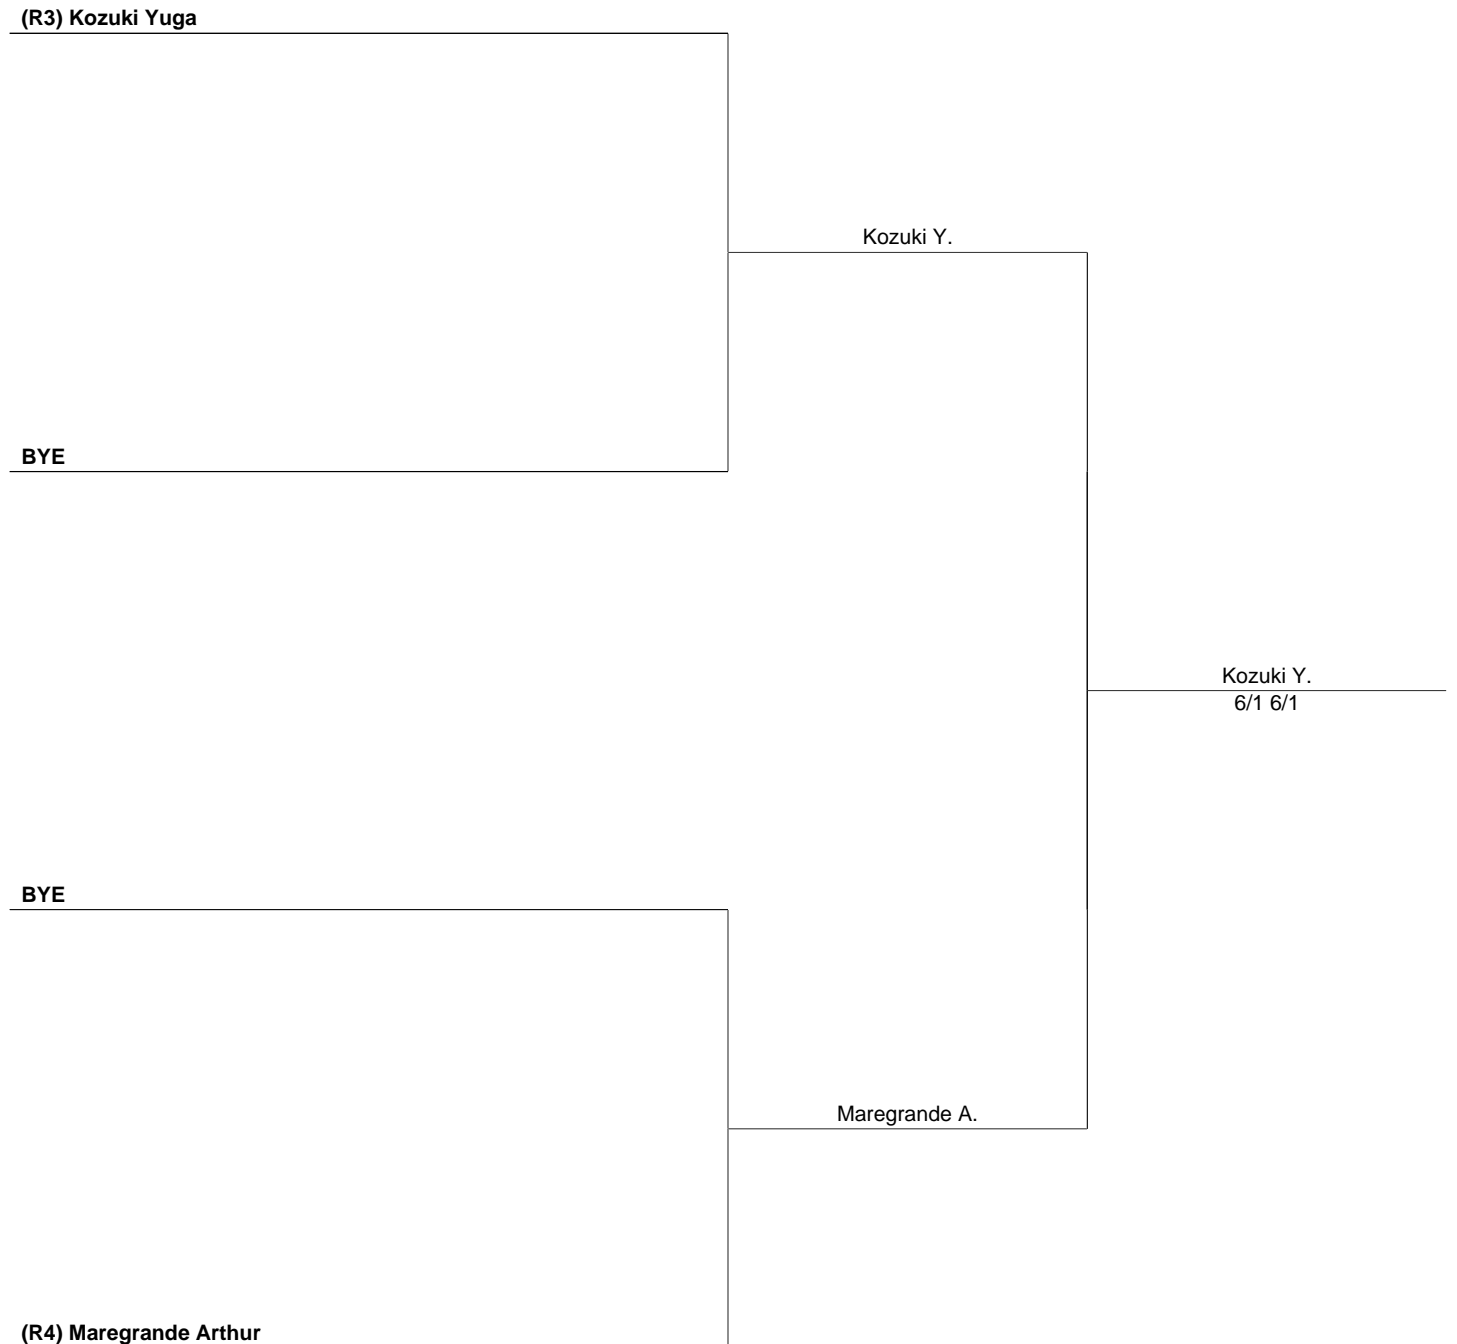 (R3) Kozuki Yuga
Kozuki Y.
BYE
Kozuki Y.
6/1 6/1
BYE
Maregrande A.
(R4) Maregrande Arthur